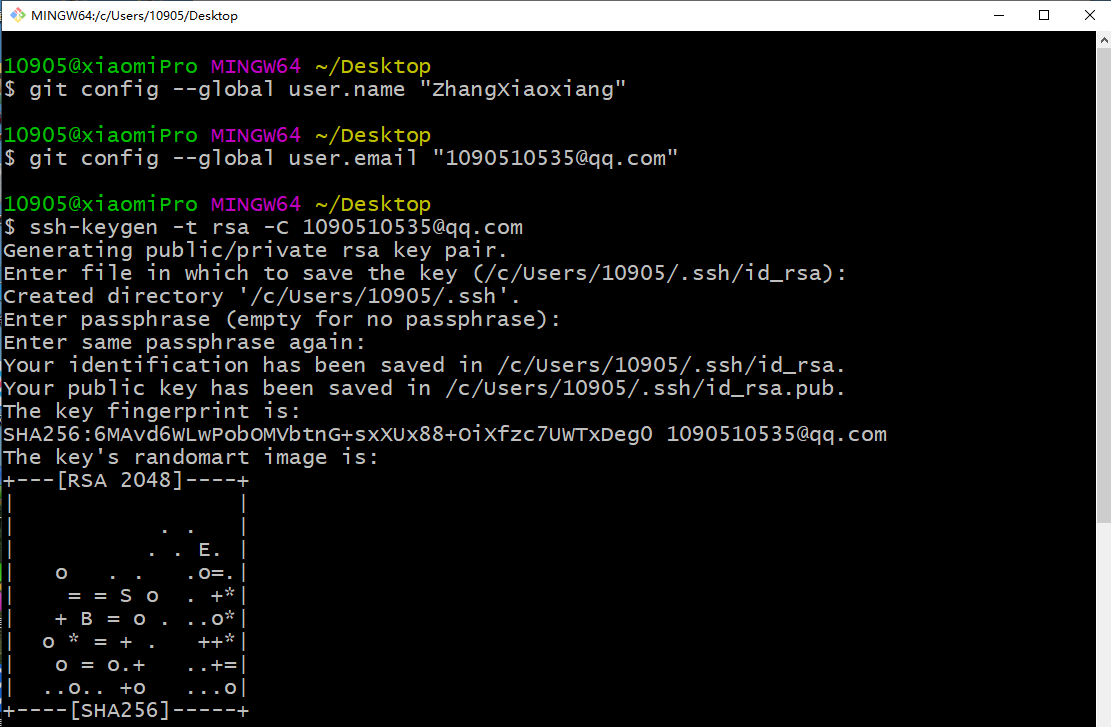 MINGW64:/c/Users/10905/Desktop
10905@xiaomiPro MINGW64 ~/Desktop
$ git config --global user.name "ZhangXiaoxiang"
10905@xiaomiPro MINGW64 ~/Desktop
$ git config --global user.email "1090510535@qq.com"
10905@xiaomiPro MINGW64 ~/Desktop
$ ssh-keygen -t rsa -C 1090510535@qq.com
Generating public/private rsa key pair.
Enter file in which to save the key (/c/Users/10905/.ssh/id_rsa):
Created directory '/c/Users/10905/.ssh'.
Enter passphrase (empty for no passphrase):
Enter same passphrase again:
Your identification has been saved in /c/Users/10905/.ssh/id_rsa.
Your public key has been saved in /c/Users/10905/.ssh/id_rsa.pub.
The key fingerprint is:
SHA256:6MAvd6WLwPobOMVbtnG+sxXUx88+OiXfzc7UWTxDeg0 1090510535@qq.com
The key's randomart image is:
+---[RSA 2048]----+
|                 |
|           . .   |
|          . . E. |
|   o   . .   .o=.|
|    = = S o  . +*|
|   + B = o . ..o*|
|  o * = + .   ++*|
|   o = o.+   ..+=|
|  ..o.. +o   ...o|
+----[SHA256]-----+